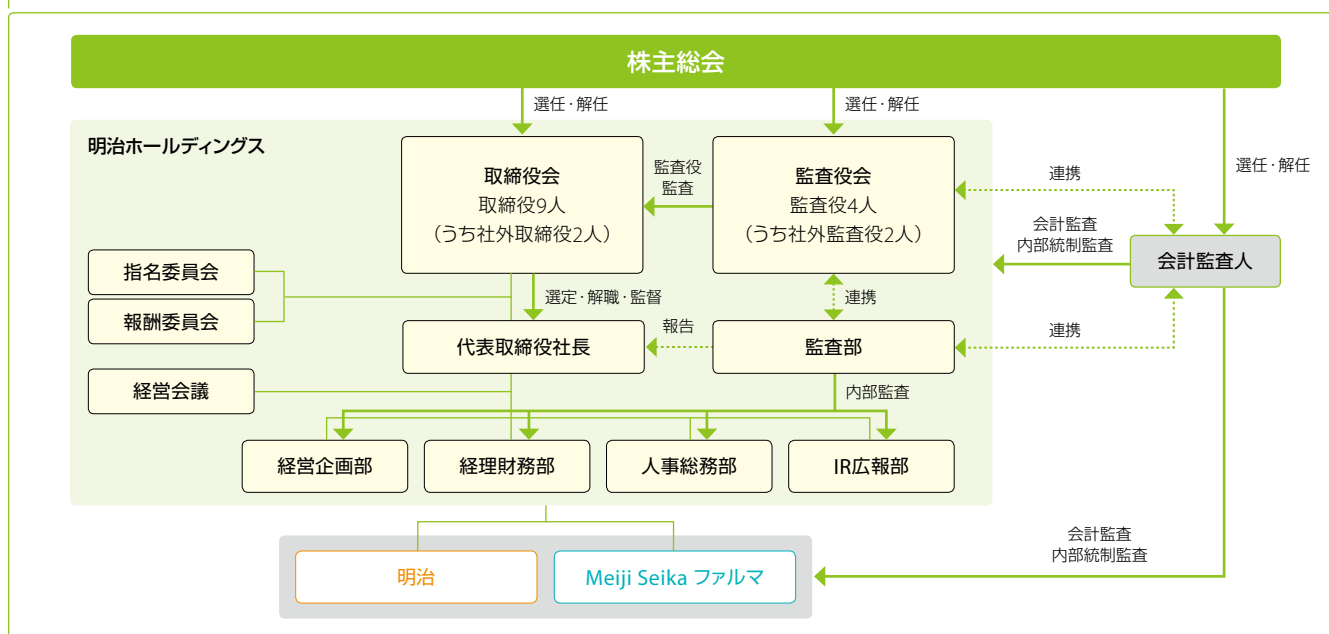 株主総会
選任・解任
選任・解任
選任・解任
明治ホールディングス
取締役会
取締役9人
（うち社外取締役2人）
監査役
監査
監査役会
監査役4人
（うち社外監査役2人）
連携
会計監査
内部統制監査
会計監査人
指名委員会
報酬委員会
選定・解職・監督
連携
代表取締役社長
報告
監査部
連携
経営会議
内部監査
経営企画部
経理財務部
人事総務部
IR広報部
会計監査
内部統制監査
明治
Meiji Seika ファルマ